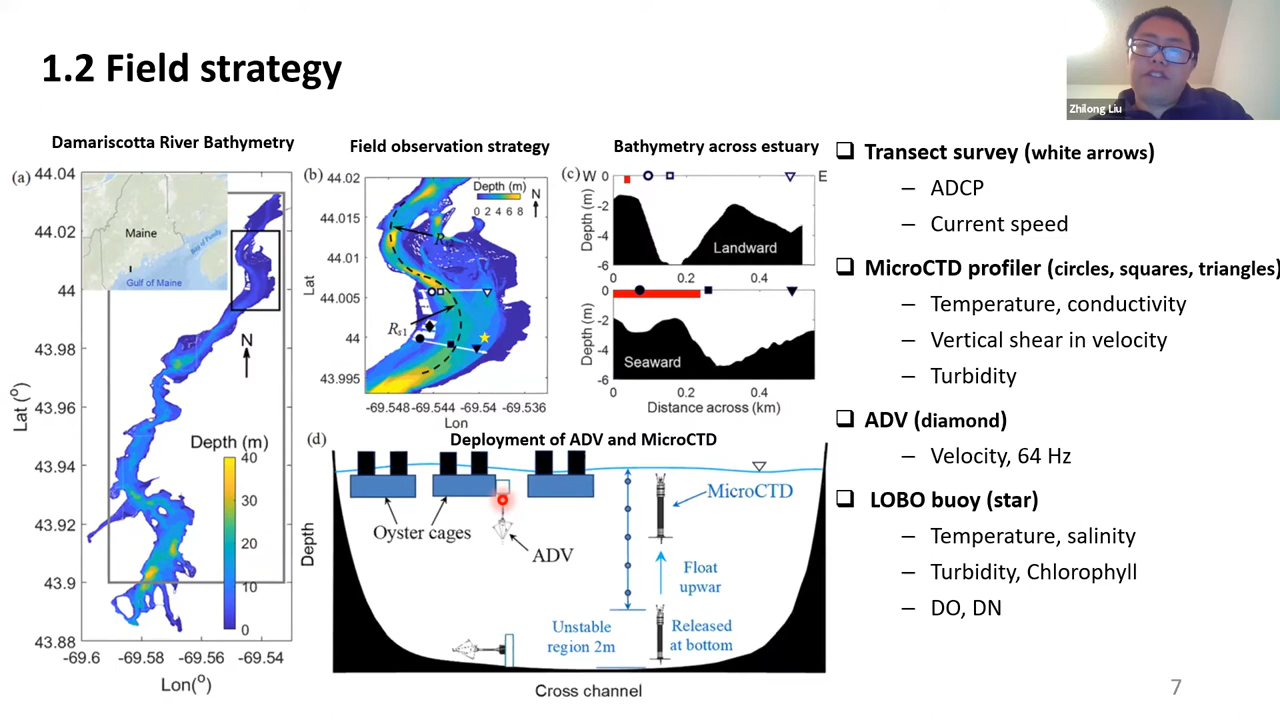 1.2 Field strategy
Zhilong Liu
Damariscotta River Bathymetry
Field observation strategy
Bathymetry across estuary
(a)
44.04
44.02
44
43.98
43.96
43.94
43.92
43.9
43.88
Lat (°)
-69.6 -69.58 -69.56 -69.54
Lon(°)
Maine
Bay of Fundy
Gulf of Maine
N
Depth (m)
40
30
20
10
0
(b)
44.02
44.015
44.01
44.005
44
43.995
Lat
-69.548 -69.544 -69.54 -69.536
Lon
Depth (m)
0 2 4 6 8
N
Rs1
(c) W
E
0
-2
-4
-6
Depth (m)
Landward
0 0.2 0.4
0
-2
-4
-6
Depth (m)
Seaward
0 0.2 0.4
Distance across (km)
(d)
Deployment of ADV and MicroCTD
Depth
Oyster cages
ADV
MicroCTD
Float
upwar
Unstable
region 2m
Released
at bottom
Cross channel
❑ Transect survey (white arrows)
– ADCP
– Current speed
❑ MicroCTD profiler (circles, squares, triangles)
– Temperature, conductivity
– Vertical shear in velocity
– Turbidity
❑ ADV (diamond)
– Velocity, 64 Hz
❑ LOBO buoy (star)
– Temperature, salinity
– Turbidity, Chlorophyll
– DO, DN
7